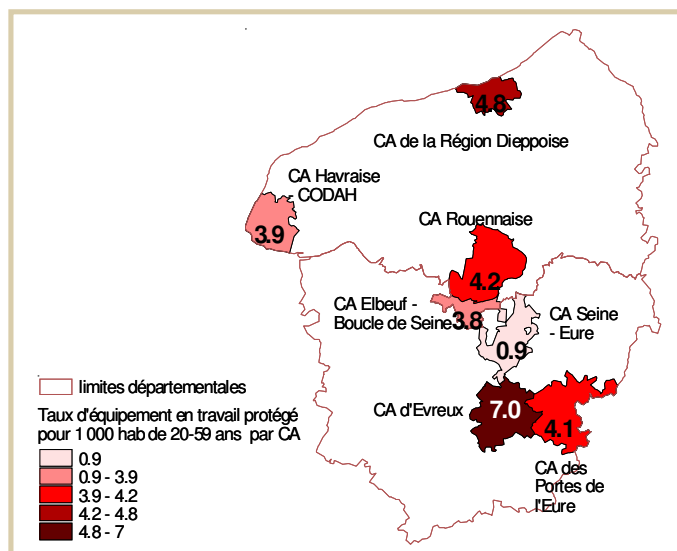 4.8
CA de la Région Dieppoise
CA Havraise
- CODAH
3.9
CA Rouennaise
4.2
CA Elbeuf -
Boucle de Seine
3.8
CA Seine
- Eure
0.9
CA d'Evreux
7.0
4.1
CA des
Portes de
l'Eure
limites départementales
Taux d'équipement en travail protégé
pour 1 000 hab de 20-59 ans par CA
0.9
0.9 - 3.9
3.9 - 4.2
4.2 - 4.8
4.8 - 7